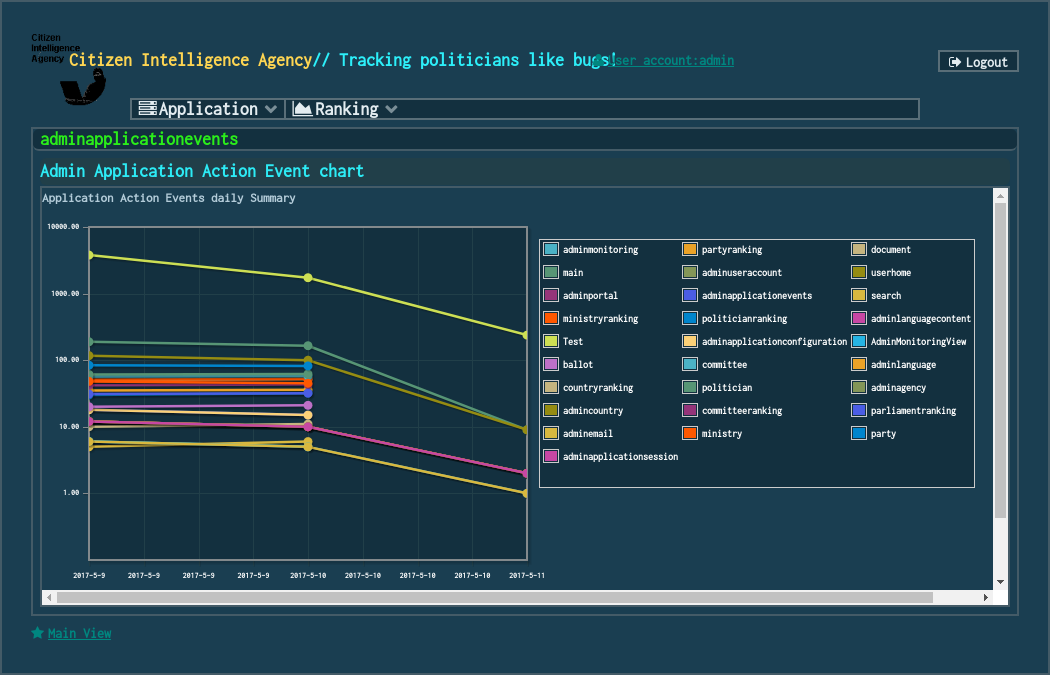 Citizen
Intelligence
Agency
Citizen Intelligence Agency// Tracking politicians like bugs!
User account:admin
Logout
Application
Ranking
adminapplicationevents
Admin Application Action Event chart
Application Action Events daily Summary
10000.00
1000.00
100.00
10.00
1.00
2017-5-9 2017-5-9 2017-5-9 2017-5-9 2017-5-10 2017-5-10 2017-5-10 2017-5-10 2017-5-11
adminmonitoring partyranking document
main adminuseraccount userhome
adminportal adminapplicationevents search
ministryranking politicianranking adminlanguagecontent
Test adminapplicationconfiguration AdminMonitoringView
ballot committee adminlanguage
countryranking politician adminagency
admincountry committeeranking parliamentranking
adminemail ministry party
adminapplicationsession
Main View